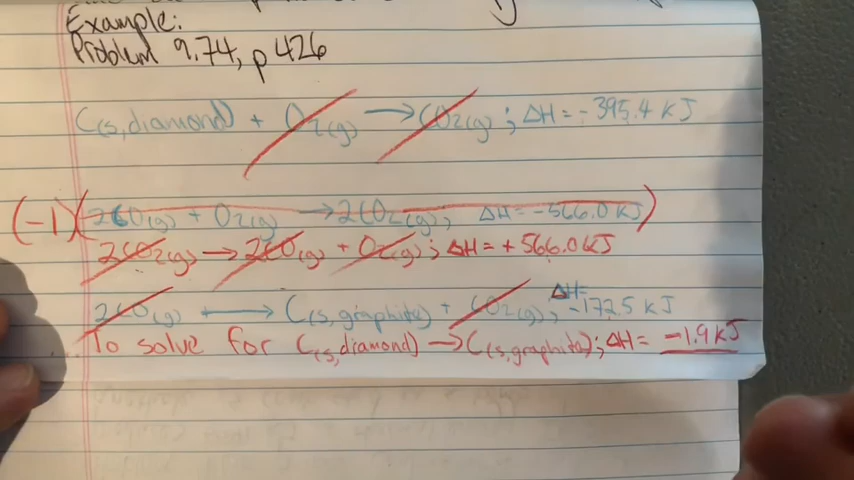 Example:
Problem 9.74, p 426
C(s,diamond) + O2(g) → CO2(g); ΔH = -395.4 KJ
(-1)(2CO(g) + O2(g) → 2CO2(g); ΔH = -566.0 KJ)
2CO2(g) → 2CO(g) + O2(g); ΔH = +566.0 KJ
2CO(g) → C(s,graphite) + CO2(g); ΔH= -172.5 KJ
To solve for C(s,diamond) → C(s,graphite); ΔH = -1.9 KJ